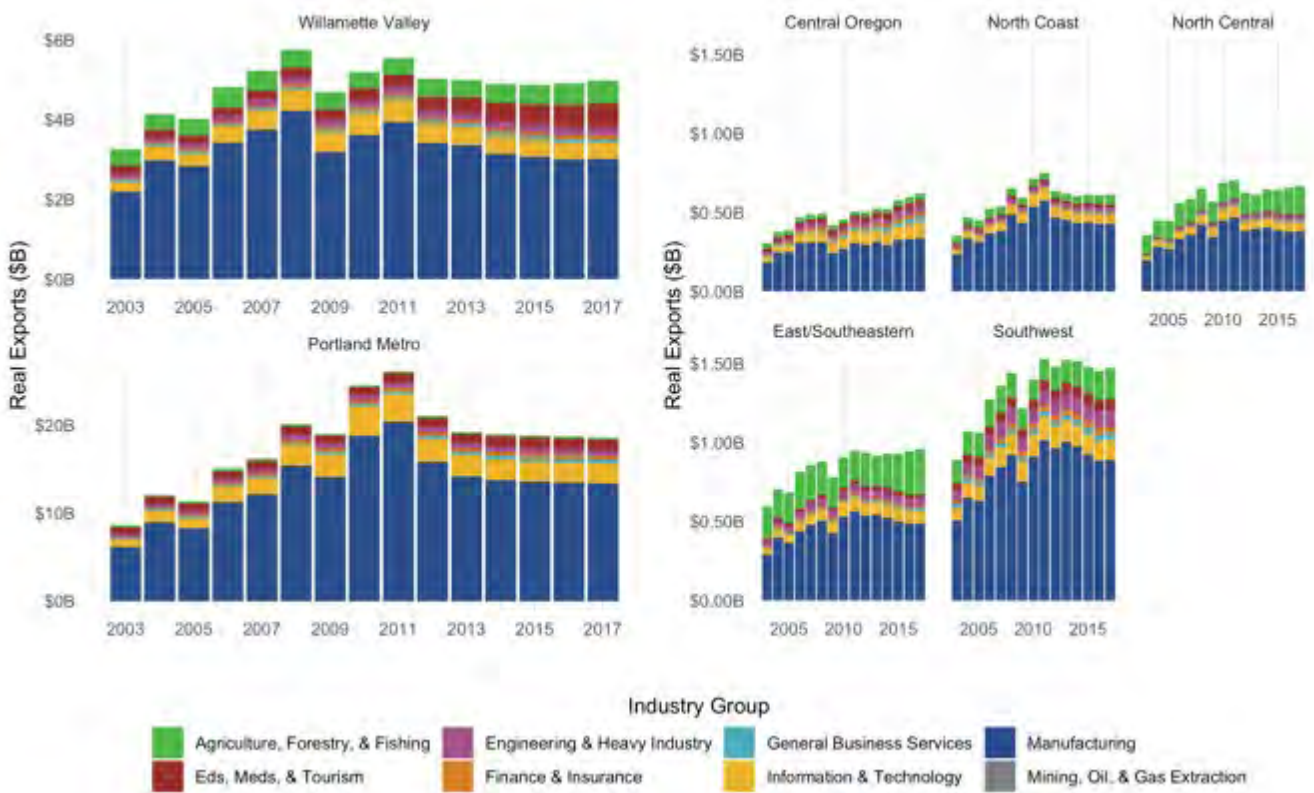 Willamette Valley
Central Oregon
North Coast
North Central
$6B
$4B
$2B
$0B
2003 2005 2007 2009 2011 2013 2015 2017
Real Exports ($B)
$1.50B
$1.00B
$0.50B
$0.00B
2005 2010 2015
Real Exports ($B)
Portland Metro
East/Southeastern
Southwest
$20B
$10B
$0B
2003 2005 2007 2009 2011 2013 2015 2017
$1.50B
$1.00B
$0.50B
$0.00B
2005 2010 2015
2005 2010 2015
Industry Group
Agriculture, Forestry, & Fishing
Engineering & Heavy Industry
General Business Services
Manufacturing
Eds, Meds, & Tourism
Finance & Insurance
Information & Technology
Mining, Oil, & Gas Extraction